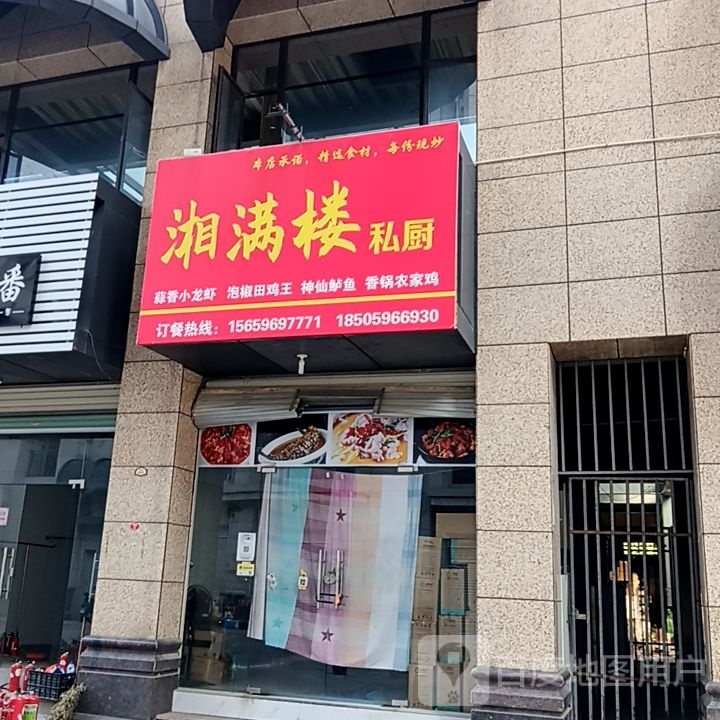 本店承诺，精选食材，每份现炒
湘满楼 私厨
蒜香小龙虾 泡椒田鸡王 神仙鲈鱼 香锅农家鸡
订餐热线：15659697771 18505966930
番
百度地图用户